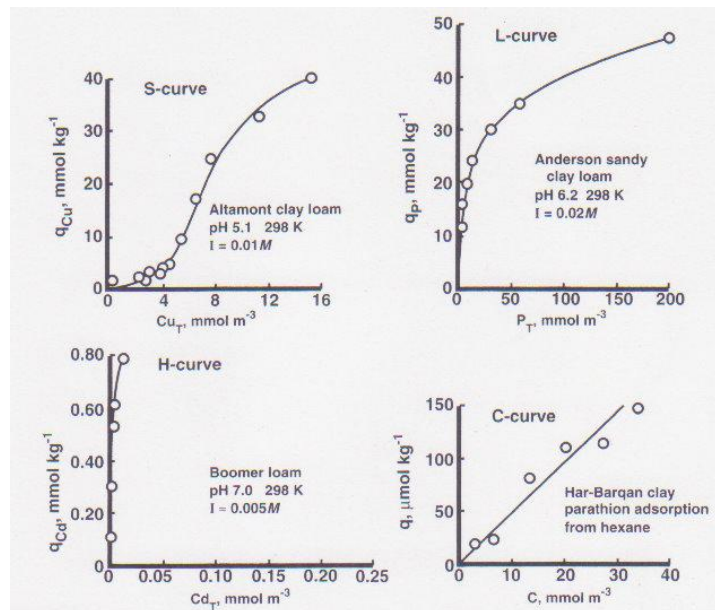 S-curve
40
30
20
10
0
q_Cu, mmol kg⁻¹
Altamont clay loam
pH 5.1 298 K
I = 0.01M
0 4 8 12 16
Cu_T, mmol m⁻³
L-curve
50
40
30
20
10
0
q_P, mmol kg⁻¹
Anderson sandy
clay loam
pH 6.2 298 K
I = 0.02M
0 50 100 150 200
P_T, mmol m⁻³
H-curve
0.80
0.60
0.40
0.20
0
q_Cd, mmol kg⁻¹
Boomer loam
pH 7.0 298 K
I = 0.005M
0 0.05 0.10 0.15 0.20 0.25
Cd_T, mmol m⁻³
C-curve
150
100
50
0
q, μmol kg⁻¹
Har-Barqan clay
parathion adsorption
from hexane
0 10 20 30 40
C, mmol m⁻³